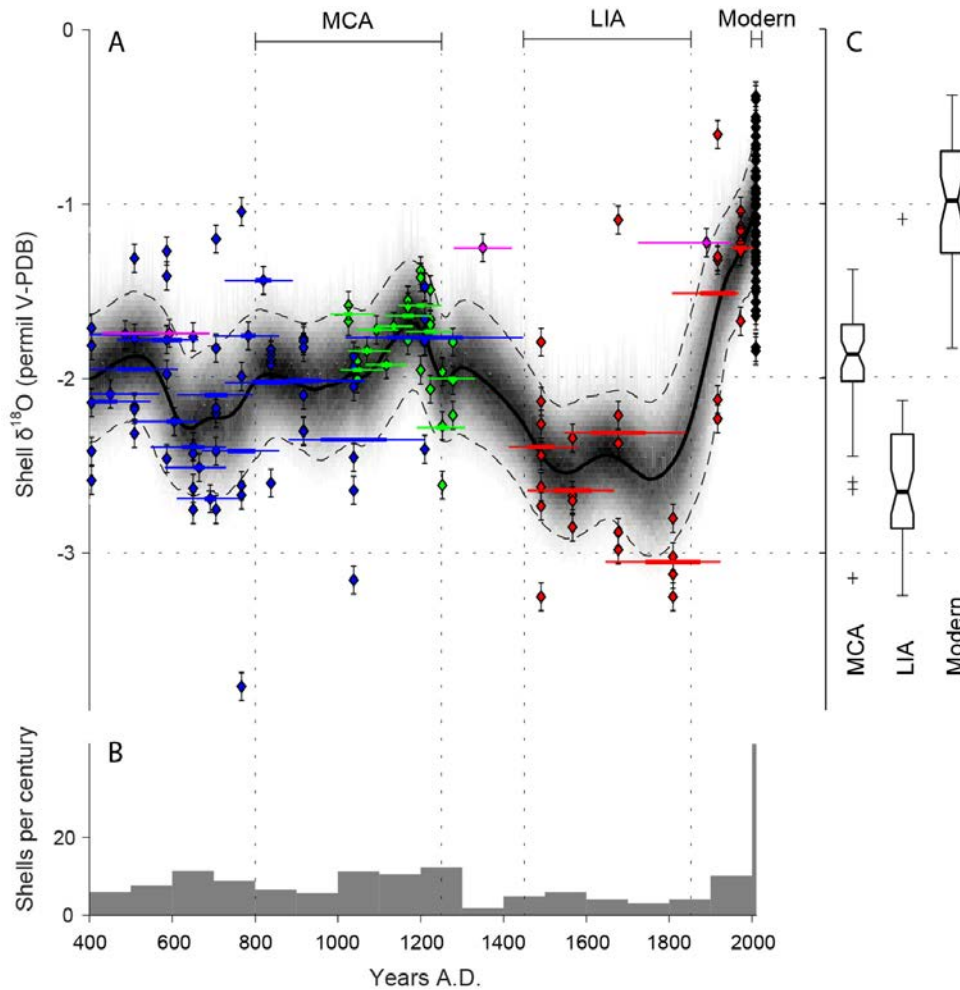 MCA
LIA
Modern
A
C
0
-1
-2
-3
Shell δ¹⁸O (permil V-PDB)
MCA
LIA
Modern
B
Shells per century
20
0
400 600 800 1000 1200 1400 1600 1800 2000
Years A.D.